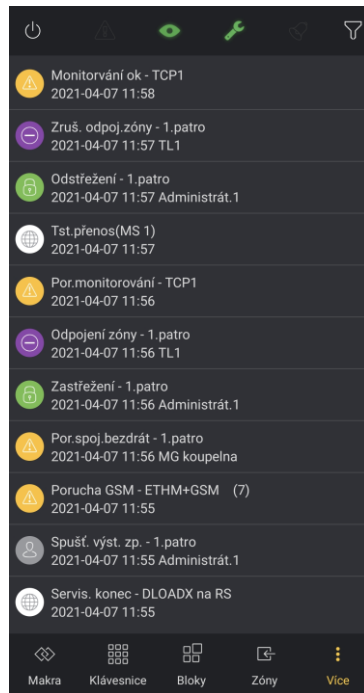 Monitorvání ok - TCP1
2021-04-07 11:58
Zruš. odpoj.zóny - 1.patro
2021-04-07 11:57 TL1
Odstřežení - 1.patro
2021-04-07 11:57 Administrát.1
Tst.přenos(MS 1)
2021-04-07 11:57
Por.monitorování - TCP1
2021-04-07 11:56
Odpojení zóny - 1.patro
2021-04-07 11:56 TL1
Zastřežení - 1.patro
2021-04-07 11:56 Administrát.1
Por.spoj.bezdrát - 1.patro
2021-04-07 11:56 MG koupelna
Porucha GSM - ETHM+GSM (7)
2021-04-07 11:55
Spušť. výst. zp. - 1.patro
2021-04-07 11:55 Administrát.1
Servis. konec - DLOADX na RS
2021-04-07 11:55
Makra Klávesnice Bloky Zóny Více